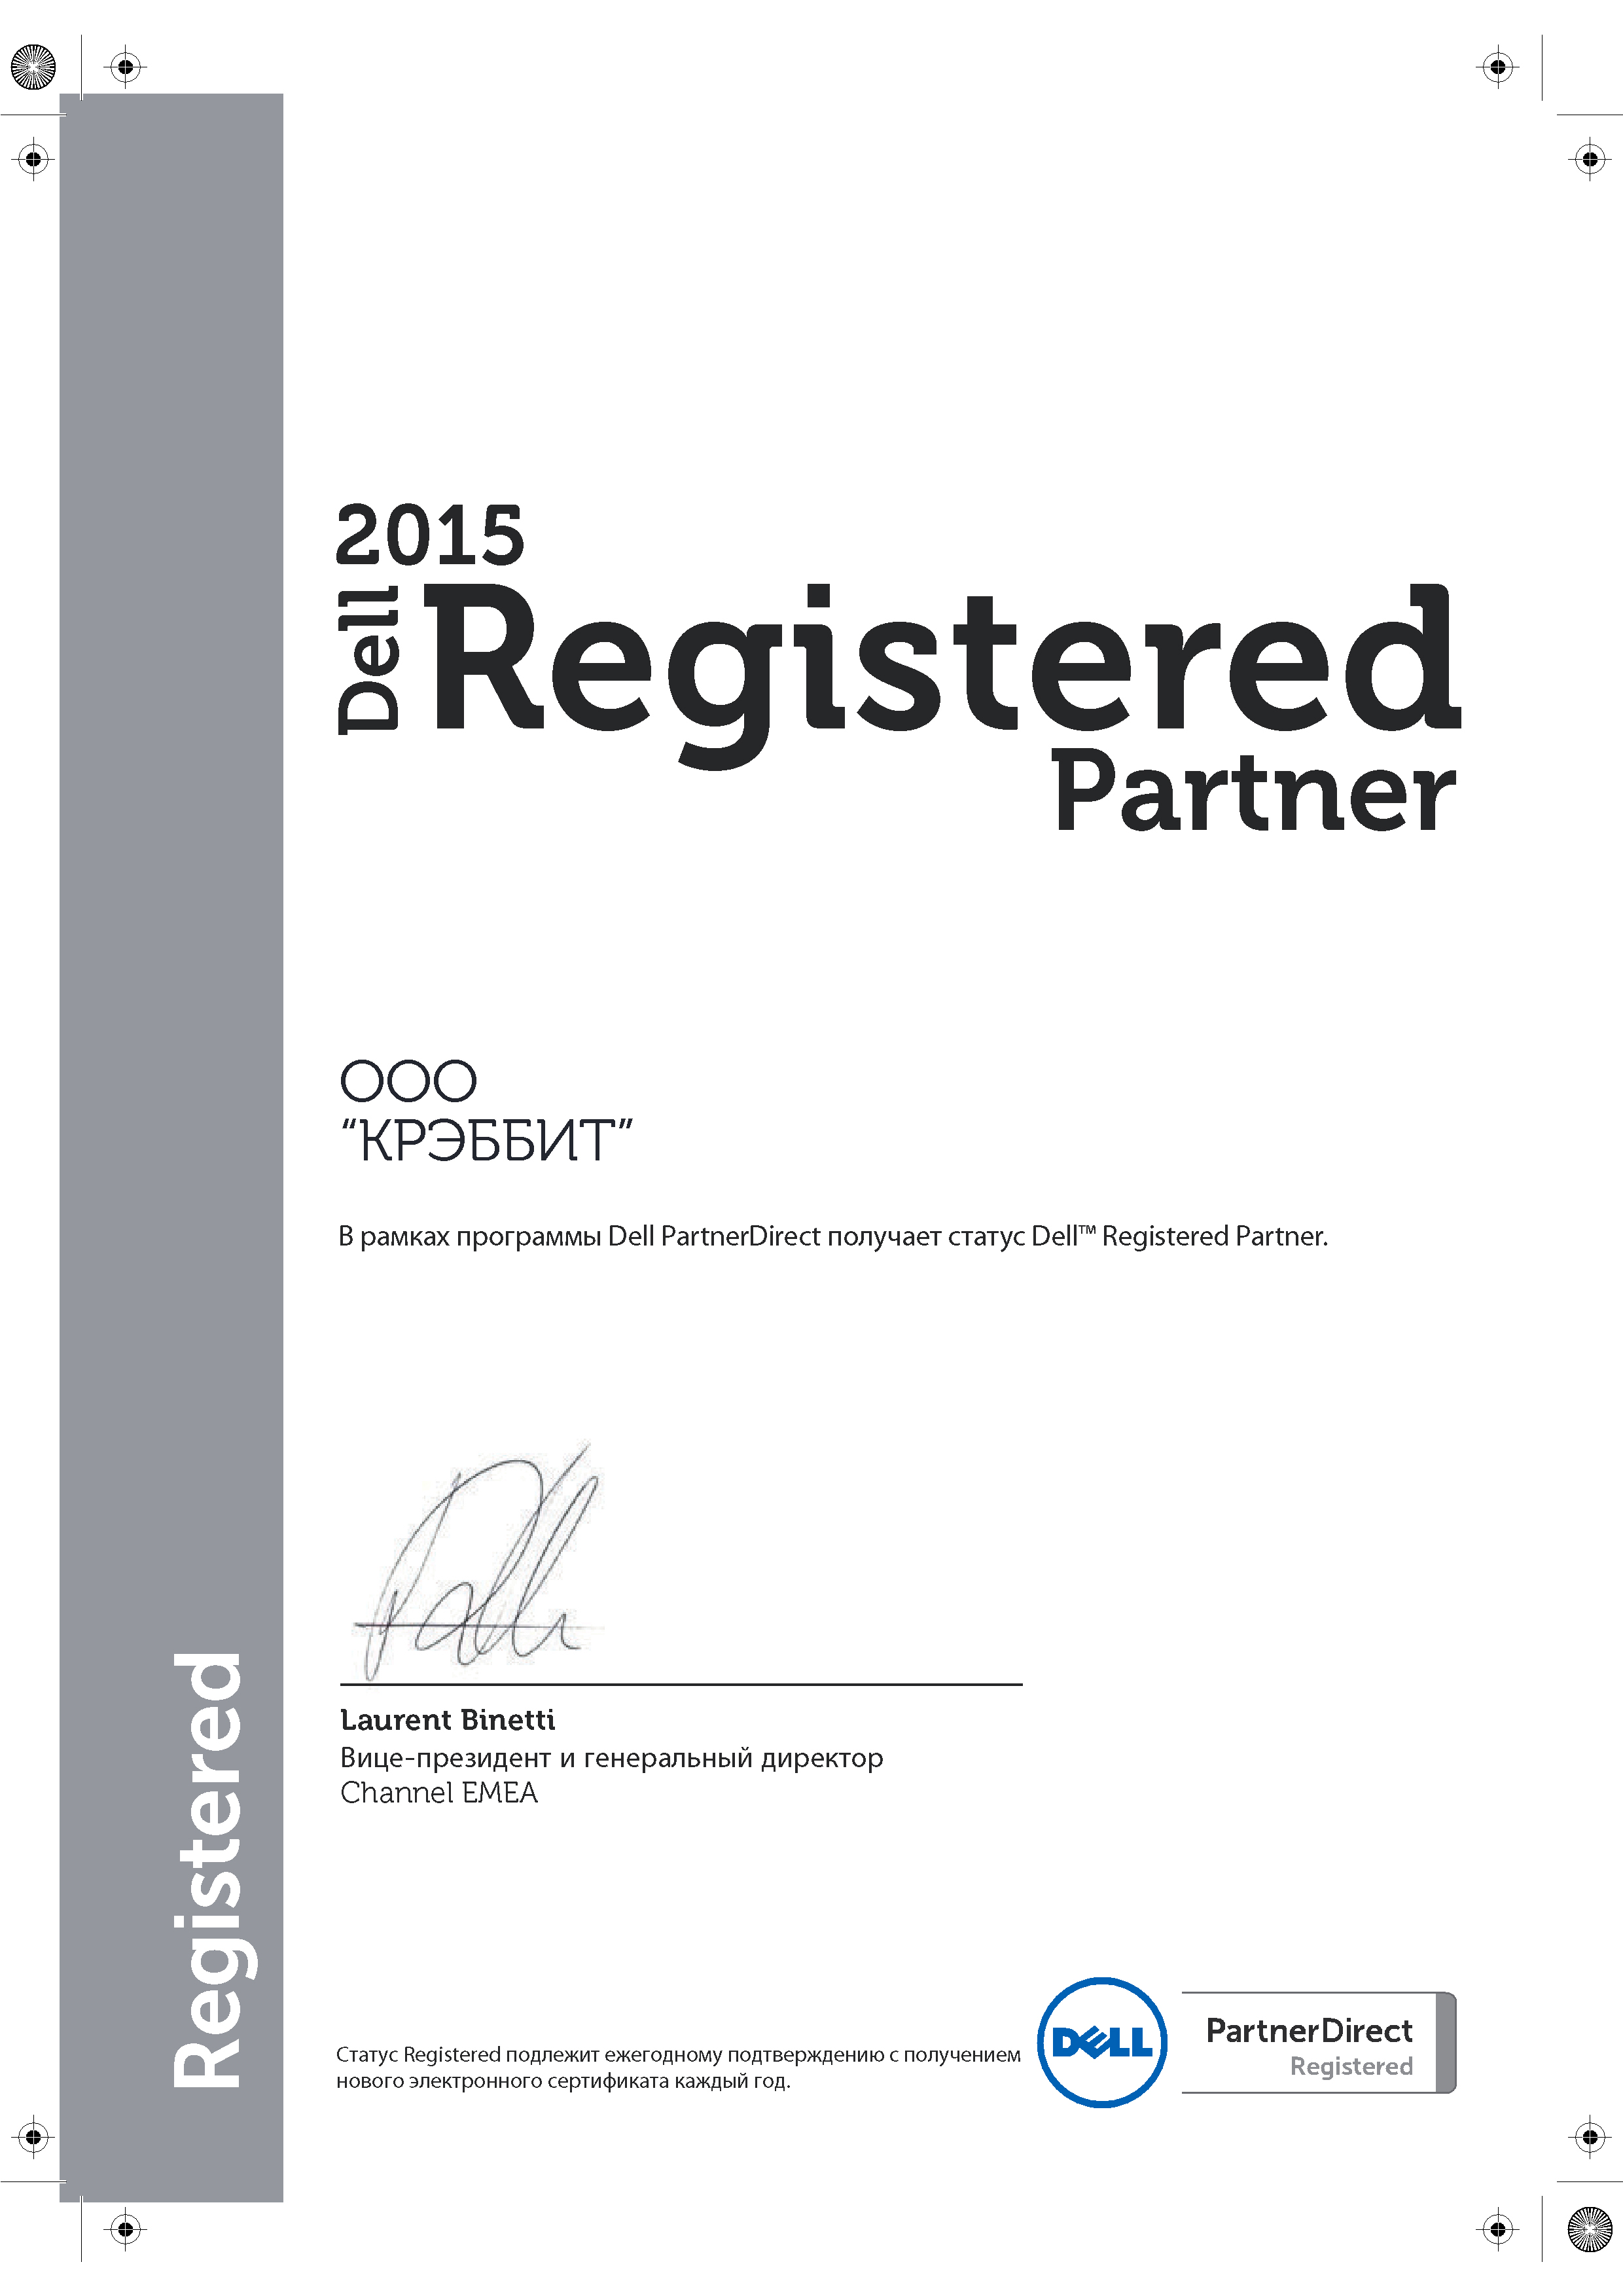 2015
Dell Registered
Partner
ООО
“КРЭББИТ”
В рамках программы Dell PartnerDirect получает статус Dell™ Registered Partner.
Laurent Binetti
Вице-президент и генеральный директор
Channel EMEA
Registered
Статус Registered подлежит ежегодному подтверждению с получением
нового электронного сертификата каждый год.
DELL
PartnerDirect
Registered